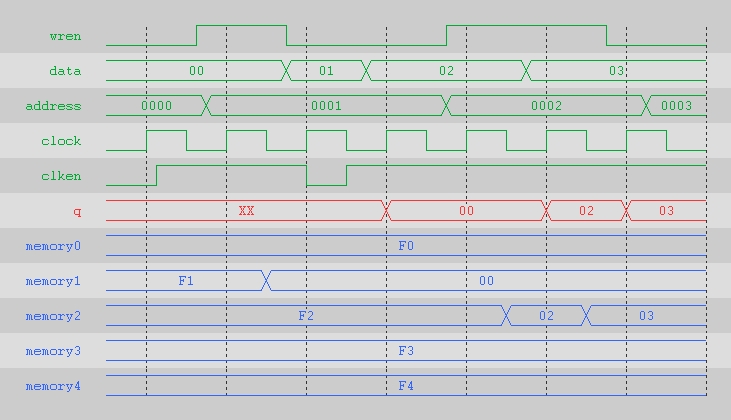 wren
data 00 01 02 03
address 0000 0001 0002 0003
clock
clken
q XX 00 02 03
memory0 F0
memory1 F1 00
memory2 F2 02 03
memory3 F3
memory4 F4